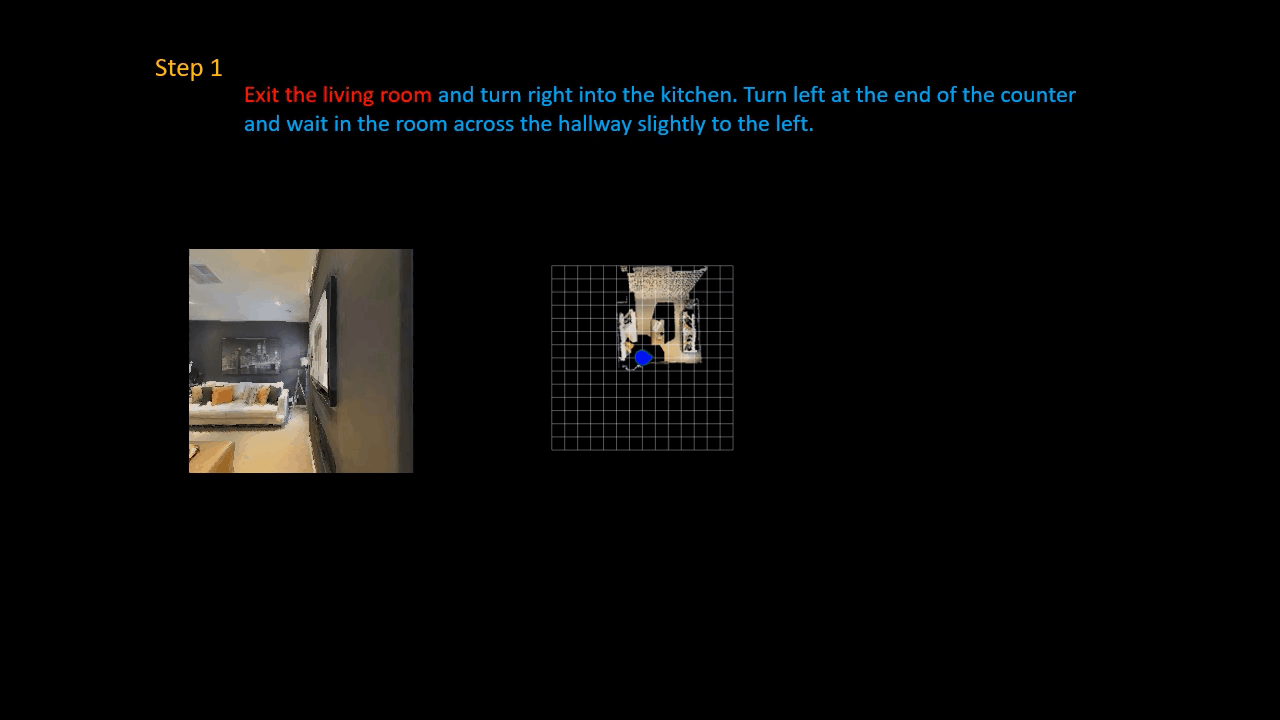 Step 1
Exit the living room and turn right into the kitchen. Turn left at the end of the counter
and wait in the room across the hallway slightly to the left.